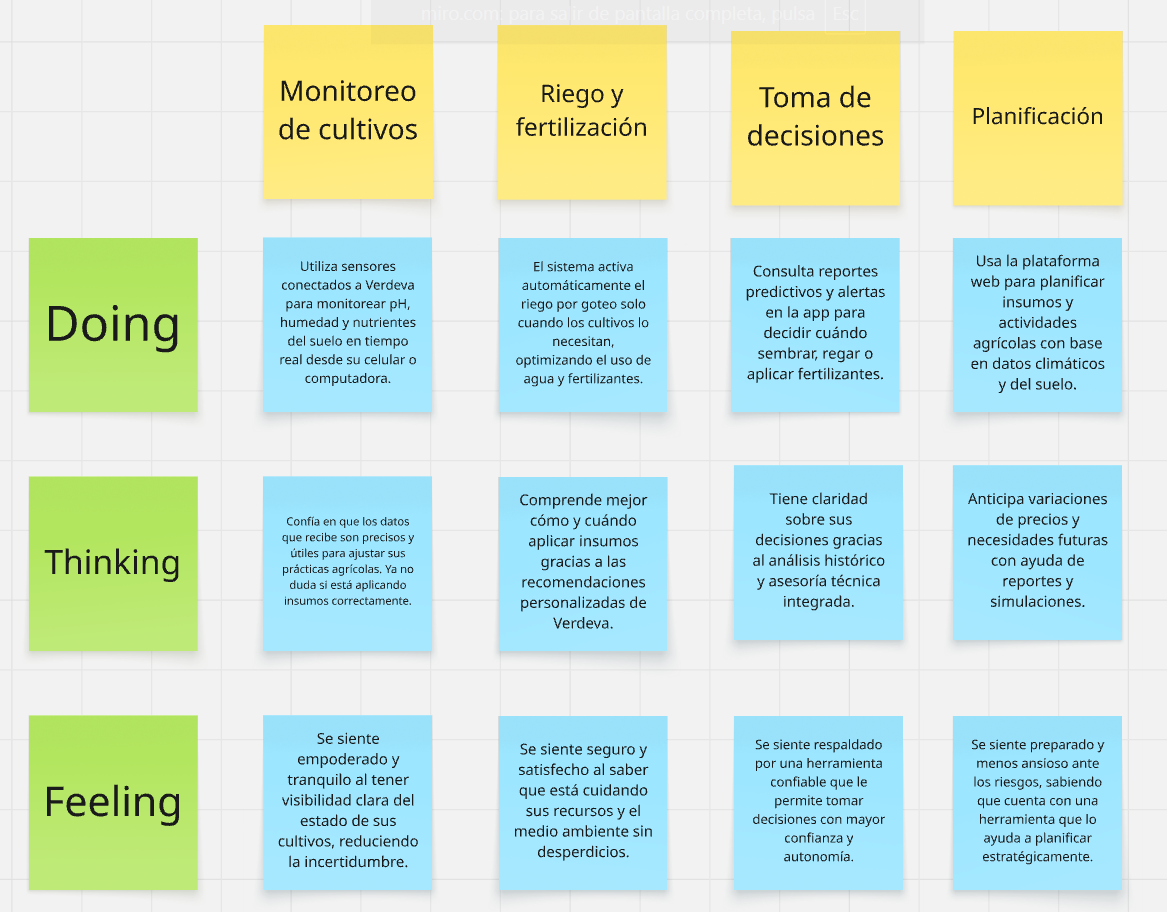 miro.com: para salir de pantalla completa, pulsa Esc
Monitoreo
de cultivos
Riego y
fertilización
Toma de
decisiones
Planificación
Doing
Utiliza sensores
conectados a Verdeva
para monitorear pH,
humedad y nutrientes
del suelo en tiempo
real desde su celular o
computadora.
El sistema activa
automáticamente el
riego por goteo solo
cuando los cultivos lo
necesitan,
optimizando el uso de
agua y fertilizantes.
Consulta reportes
predictivos y alertas
en la app para
decidir cuándo
sembrar, regar o
aplicar fertilizantes.
Usa la plataforma
web para planificar
insumos y
actividades
agrícolas con base
en datos climáticos
y del suelo.
Thinking
Confía en que los datos
que recibe son precisos y
útiles para ajustar sus
prácticas agrícolas. Ya no
duda si está aplicando
insumos correctamente.
Comprende mejor
cómo y cuándo
aplicar insumos
gracias a las
recomendaciones
personalizadas de
Verdeva.
Tiene claridad
sobre sus
decisiones gracias
al análisis histórico
y asesoría técnica
integrada.
Anticipa variaciones
de precios y
necesidades futuras
con ayuda de
reportes y
simulaciones.
Feeling
Se siente
empoderado y
tranquilo al tener
visibilidad clara del
estado de sus
cultivos, reduciendo
la incertidumbre.
Se siente seguro y
satisfecho al saber
que está cuidando
sus recursos y el
medio ambiente sin
desperdicios.
Se siente respaldado
por una herramienta
confiable que le
permite tomar
decisiones con mayor
confianza y
autonomía.
Se siente preparado y
menos ansioso ante
los riesgos, sabiendo
que cuenta con una
herramienta que lo
ayuda a planificar
estratégicamente.